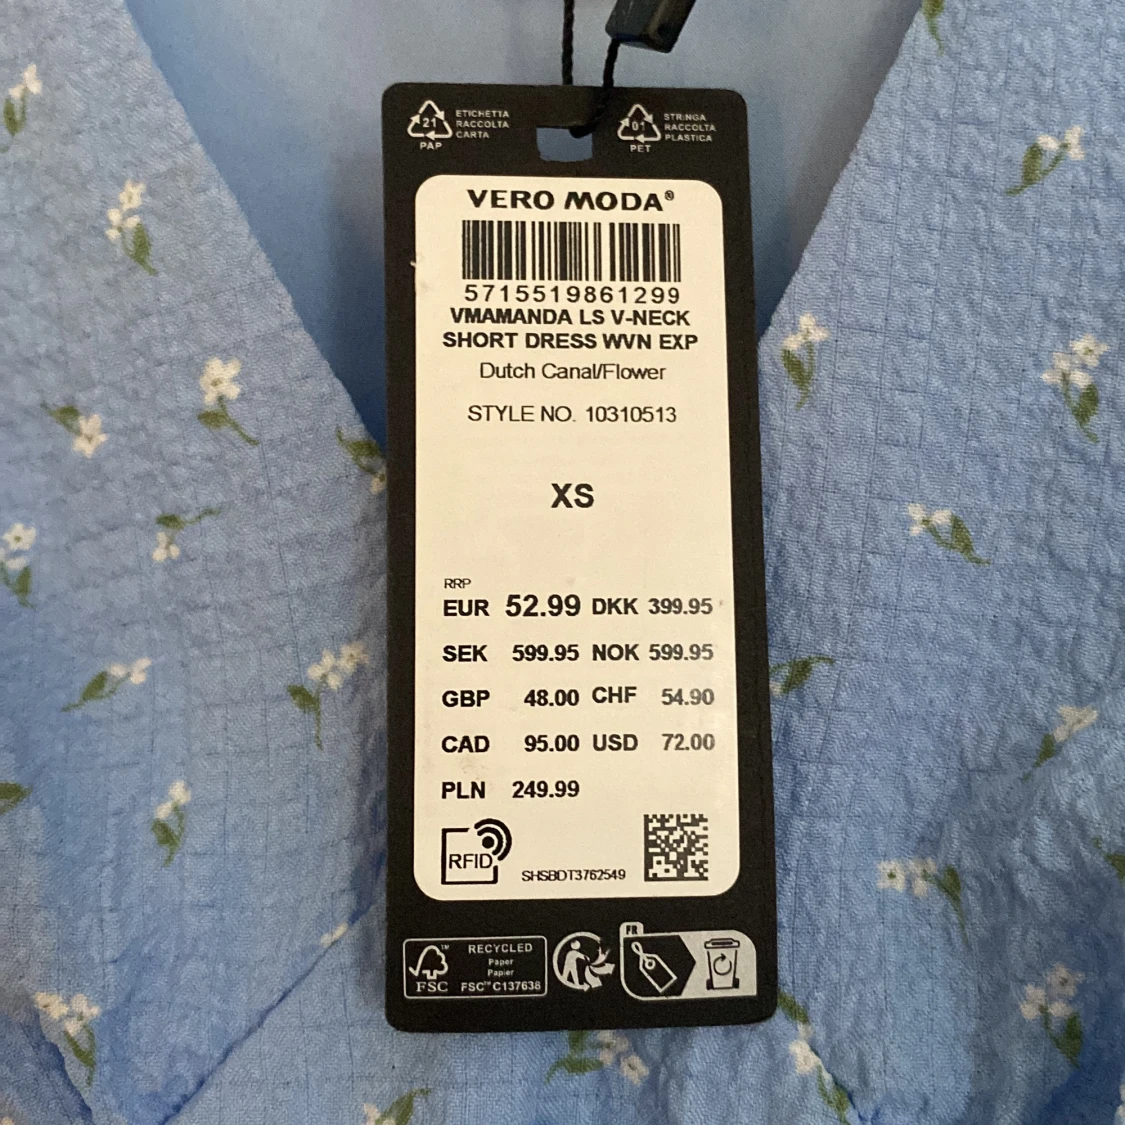 21
PAP
ETICHETTA
RACCOLTA
CARTA
01
PET
STRINGA
RACCOLTA
PLASTICA
VERO MODA®
5715519861299
VMAMANDA LS V-NECK
SHORT DRESS WVN EXP
Dutch Canal/Flower
STYLE NO. 10310513
XS
RRP
EUR 52.99 DKK 399.95
SEK 599.95 NOK 599.95
GBP 48.00 CHF 54.90
CAD 95.00 USD 72.00
PLN 249.99
RFID
SHSBDT3762549
FSC™
RECYCLED
Paper
Papier
FSC™ C137638
FR